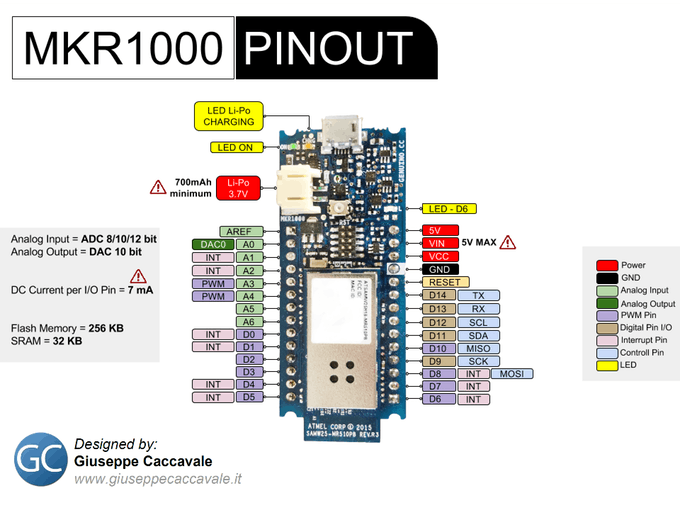 MKR1000 PINOUT
LED Li-Po
CHARGING
LED ON
ON
CHRG
GENUINO.CC
700mAh
minimum
Li-Po
3.7V
MKR1000
RST
L
LED - D6
AREF
DAC0 A0
INT A1
INT A2
PWM A3
PWM A4
A5
A6
INT D0
INT D1
D2
D3
INT D4
INT D5
5V
VIN 5V MAX
VCC
GND
RESET
D14 TX
D13 RX
D12 SCL
D11 SDA
D10 MISO
D9 SCK
D8 INT MOSI
D7 INT
D6 INT
Analog Input = ADC 8/10/12 bit
Analog Output = DAC 10 bit
DC Current per I/O Pin = 7 mA
Flash Memory = 256 KB
SRAM = 32 KB
Power
GND
Analog Input
Analog Output
PWM Pin
Digital Pin I/O
Interrupt Pin
Controll Pin
LED
ATMEL CORP © 2015
SAMW25-MR510PB REV.R3
GC
Designed by:
Giuseppe Caccavale
www.giuseppecaccavale.it